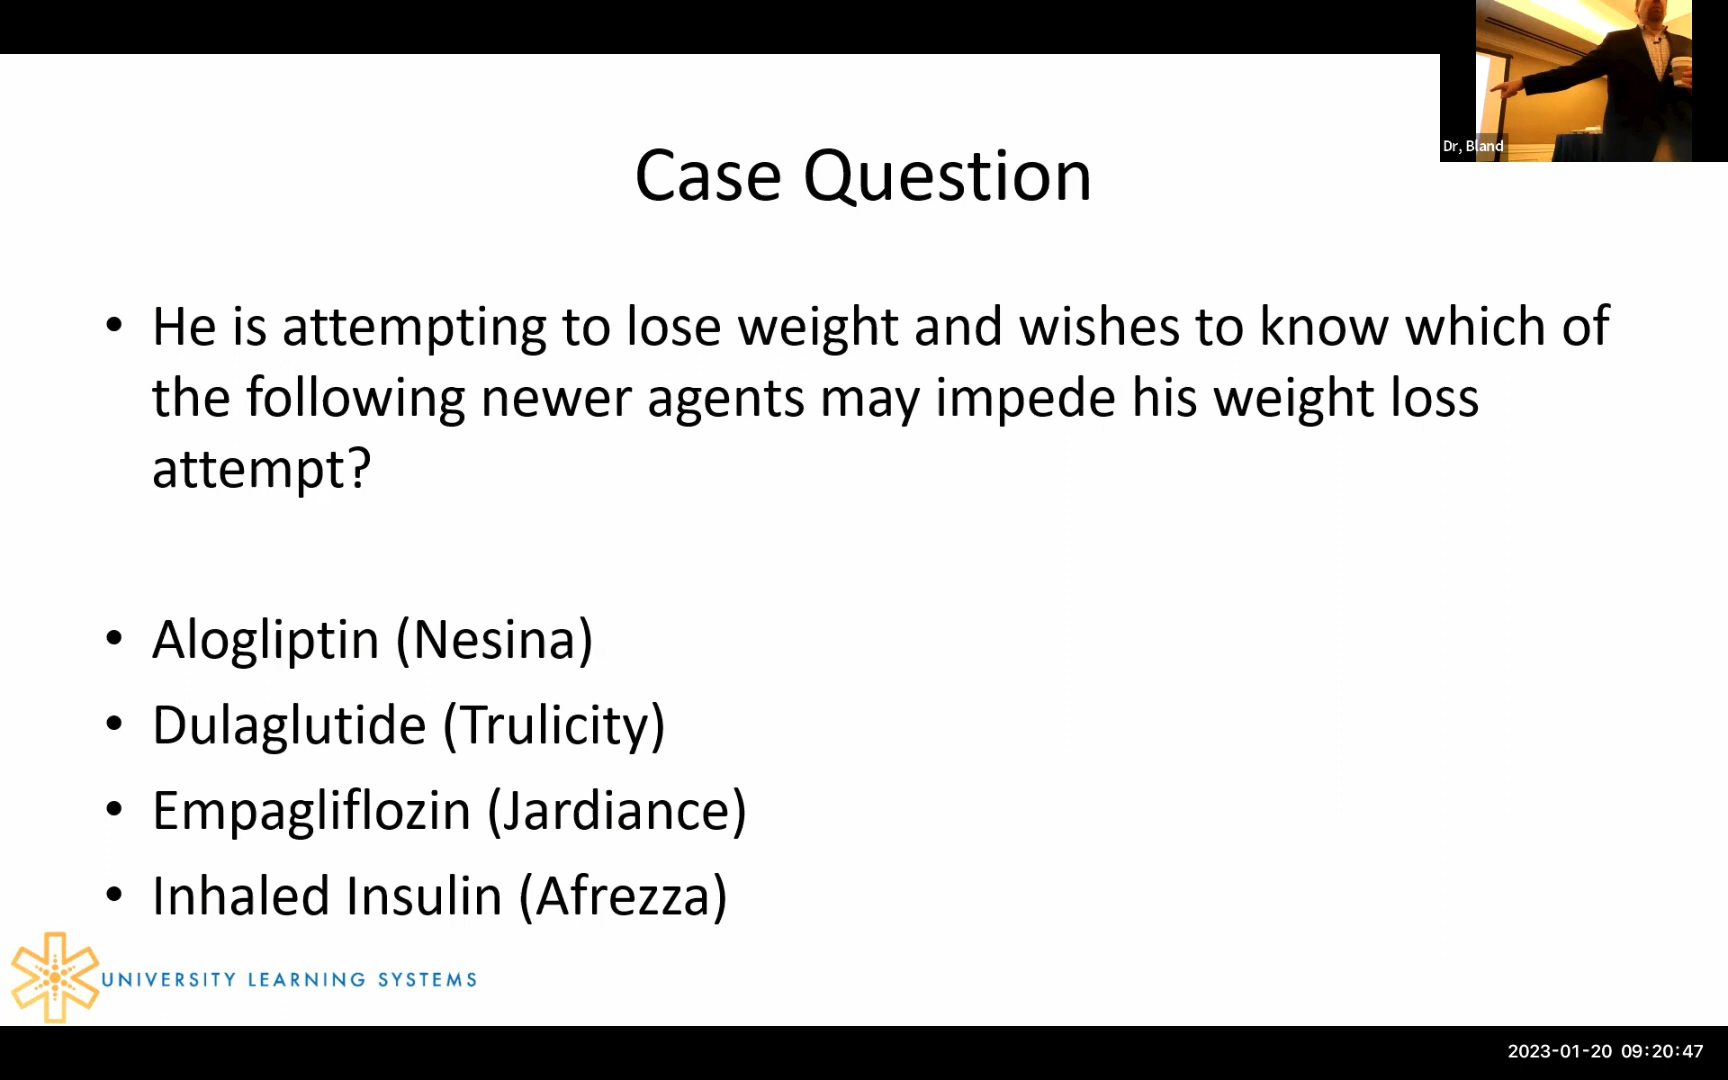 Dr, Bland
Case Question
• He is attempting to lose weight and wishes to know which of
the following newer agents may impede his weight loss
attempt?
• Alogliptin (Nesina)
• Dulaglutide (Trulicity)
• Empagliflozin (Jardiance)
• Inhaled Insulin (Afrezza)
UNIVERSITY LEARNING SYSTEMS
2023-01-20 09:20:47